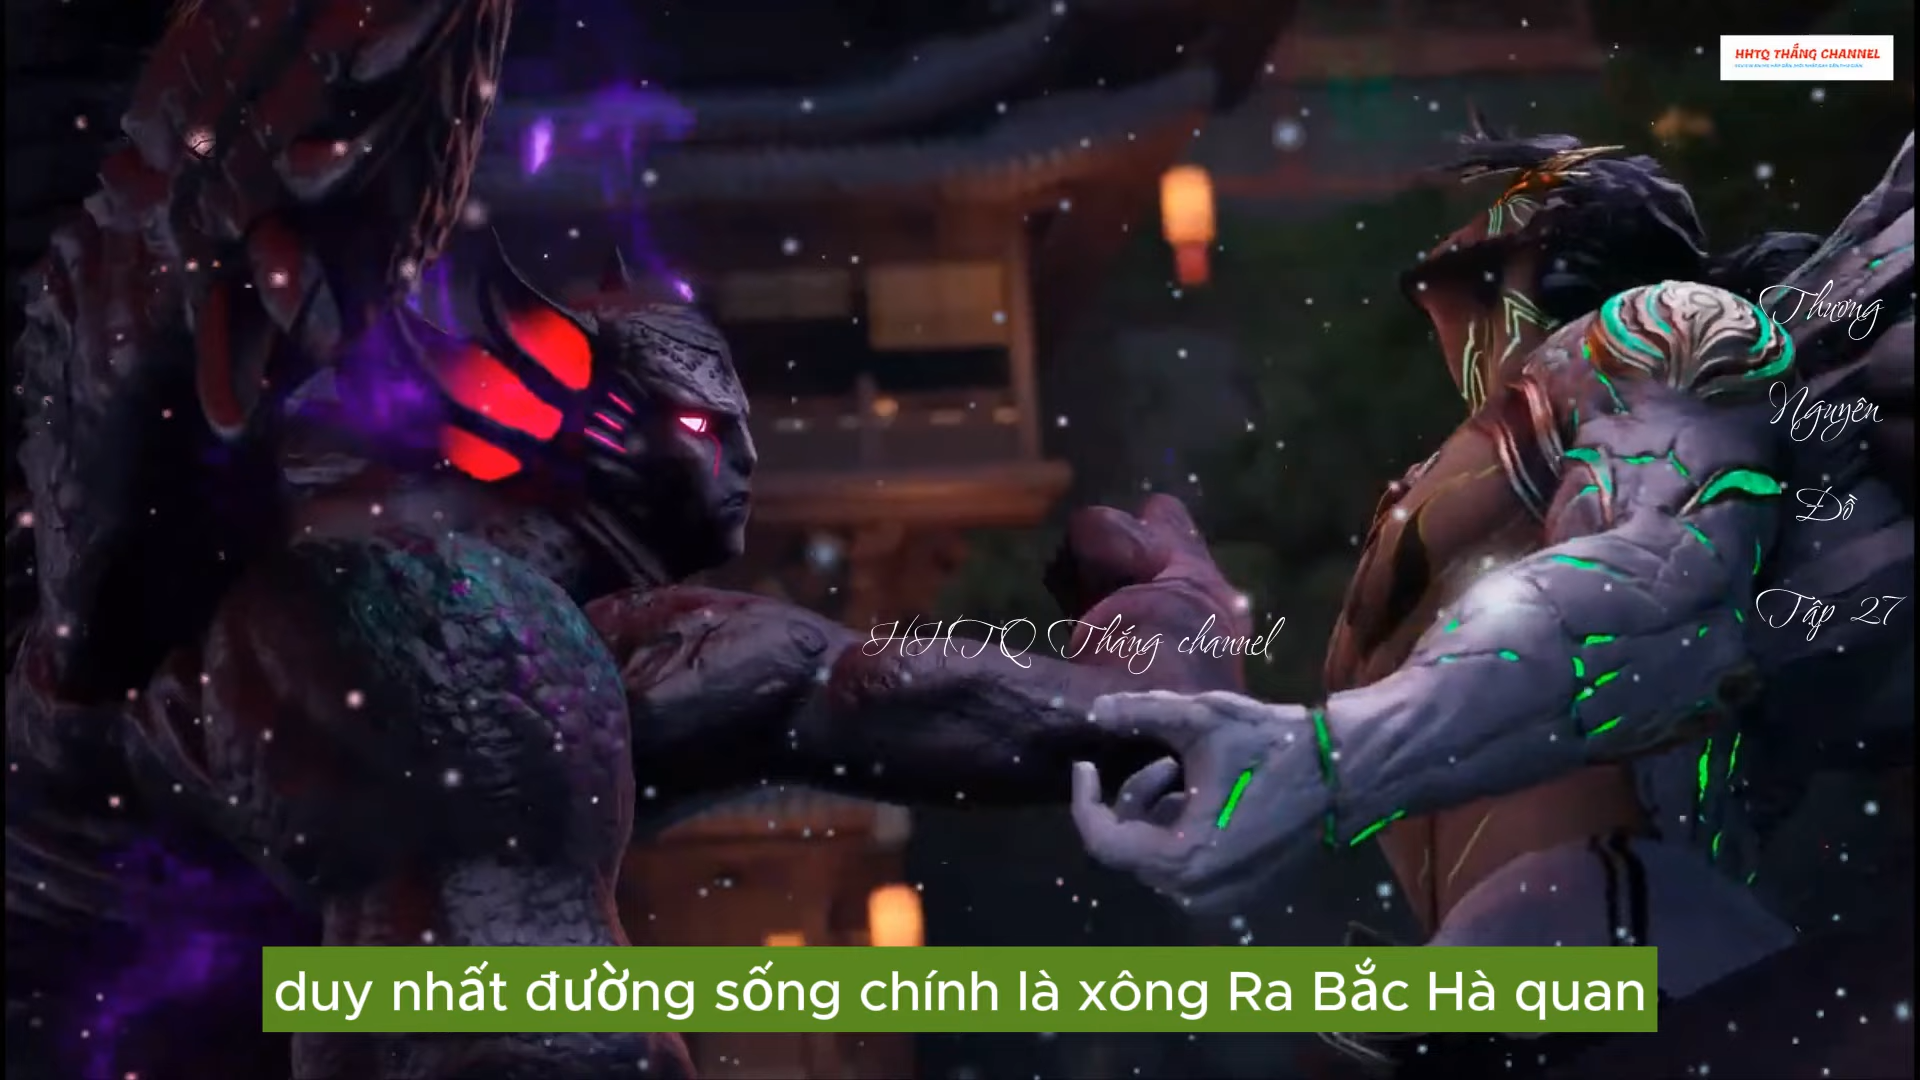 HHTQ THẮNG CHANNEL
Thương
Nguyên
Đồ
Tập 27
HHTQ Thắng channel
duy nhất đường sống chính là xông Ra Bắc Hà quan